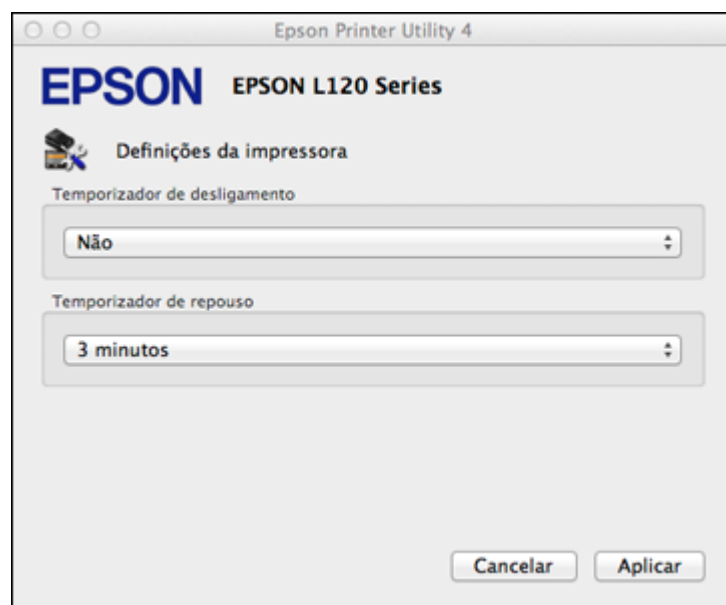 Epson Printer Utility 4
EPSON EPSON L120 Series
Definições da impressora
Temporizador de desligamento
Não
Temporizador de repouso
3 minutos
Cancelar Aplicar